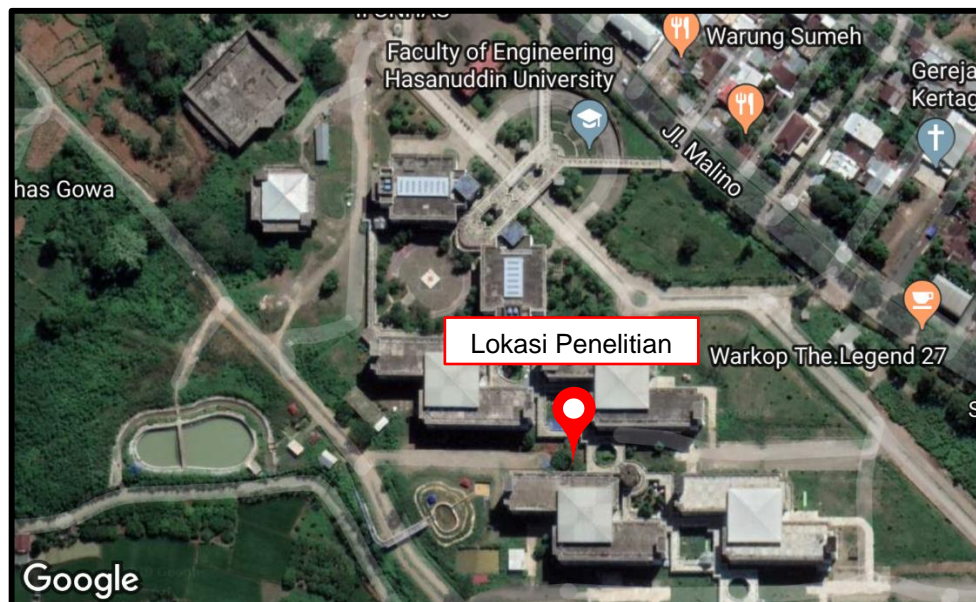 Faculty of Engineering
Hasanuddin University
Warung Sumeh
Gereja
Kertag
Jl. Malino
has Gowa
Lokasi Penelitian
Warkop The.Legend 27
S
Google